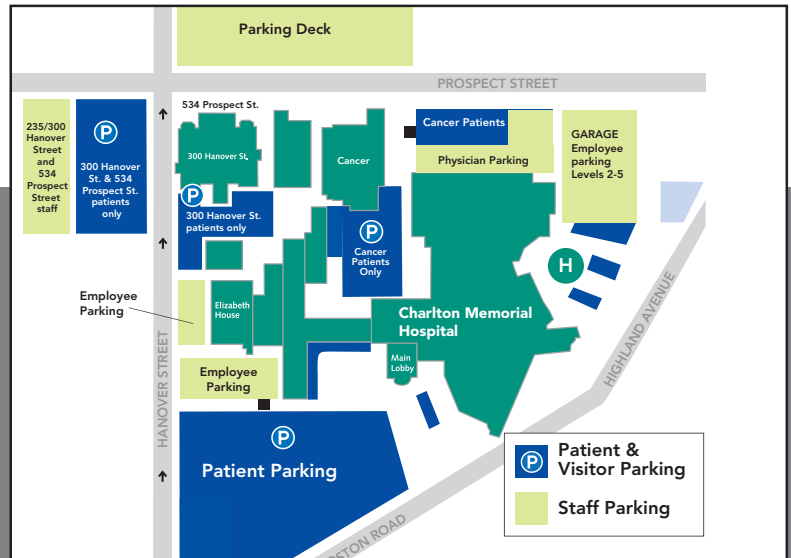 Parking Deck
PROSPECT STREET
534 Prospect St.
235/300
Hanover
Street
and
534
Prospect
Street
staff
P
300 Hanover
St. & 534
Prospect St.
patients
only
300 Hanover St.
Cancer
Cancer Patients
Physician Parking
GARAGE
Employee
parking
Levels 2-5
P
300 Hanover St.
patients only
P
Cancer
Patients
Only
H
Employee
Parking
Elizabeth
House
Charlton Memorial
Hospital
Main
Lobby
HIGHLAND AVENUE
HANOVER STREET
Employee
Parking
P
Patient Parking
P
Patient &
Visitor Parking
Staff Parking
ROAD